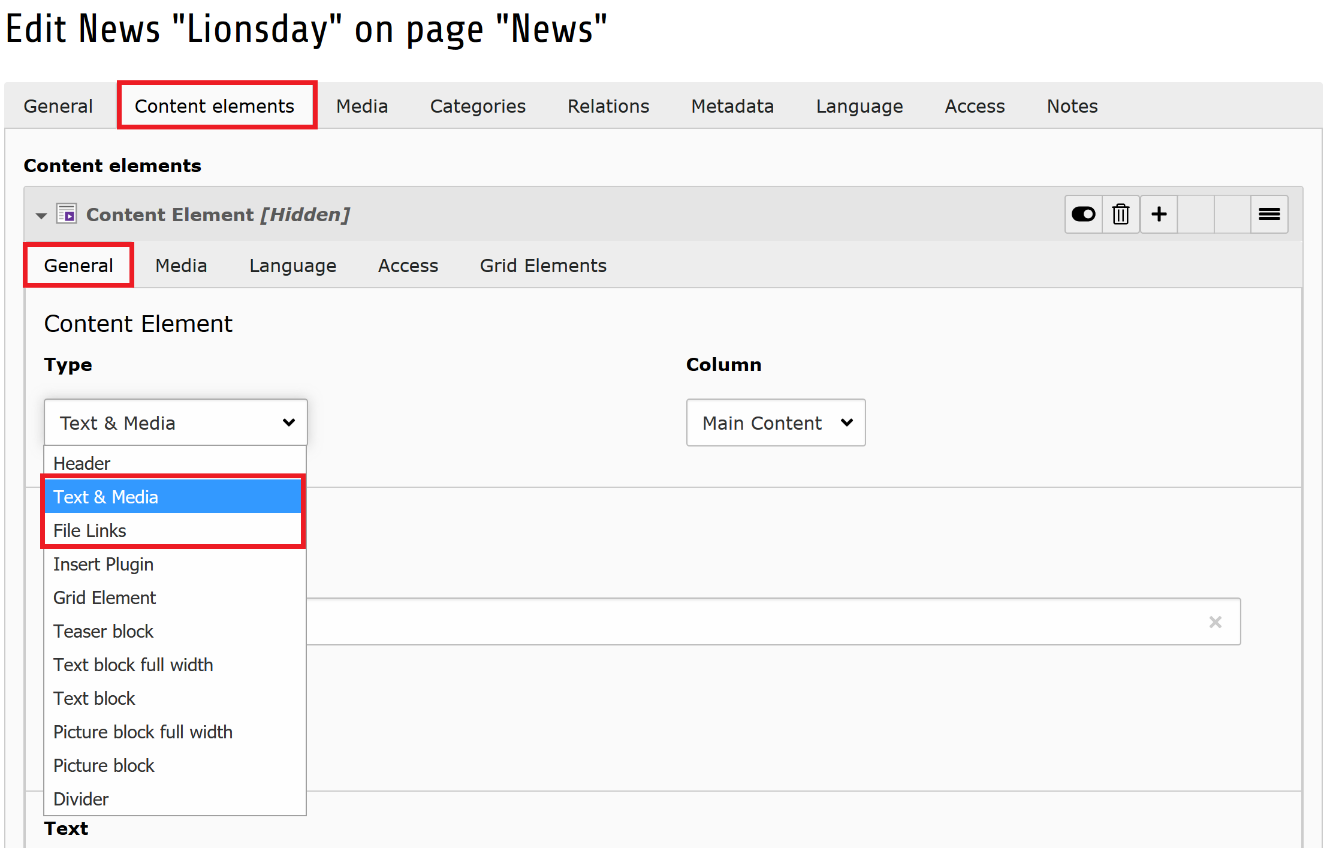 Edit News "Lionsday" on page "News"
General Content elements Media Categories Relations Metadata Language Access Notes
Content elements
Content Element [Hidden]
General Media Language Access Grid Elements
Content Element
Type Column
Text & Media Main Content
Header
Text & Media
File Links
Insert Plugin
Grid Element
Teaser block
Text block full width
Text block
Picture block full width
Picture block
Divider
Text